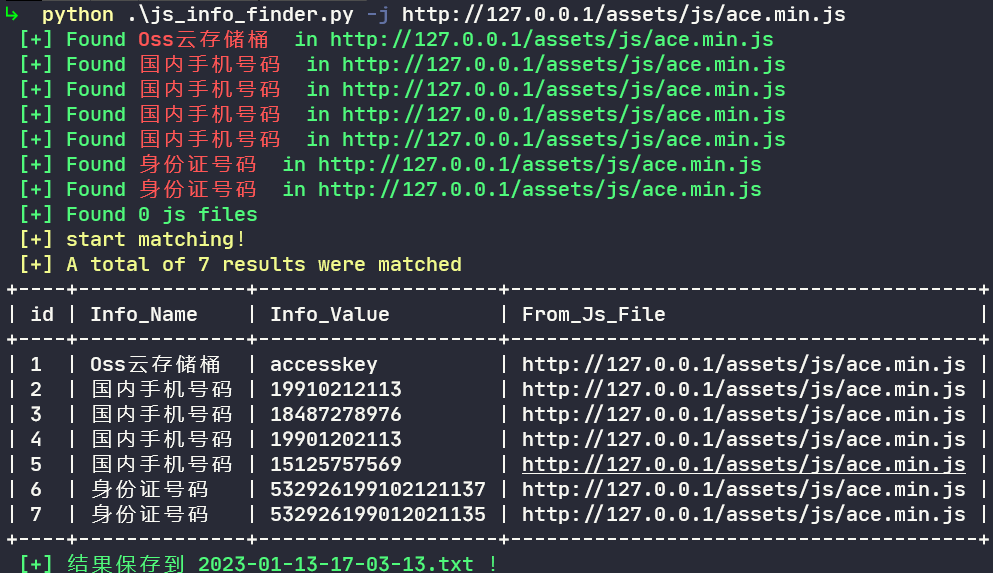 ↳ python .\js_info_finder.py -j http://127.0.0.1/assets/js/ace.min.js
[+] Found Oss云存储桶 in http://127.0.0.1/assets/js/ace.min.js
[+] Found 国内手机号码 in http://127.0.0.1/assets/js/ace.min.js
[+] Found 国内手机号码 in http://127.0.0.1/assets/js/ace.min.js
[+] Found 国内手机号码 in http://127.0.0.1/assets/js/ace.min.js
[+] Found 国内手机号码 in http://127.0.0.1/assets/js/ace.min.js
[+] Found 身份证号码 in http://127.0.0.1/assets/js/ace.min.js
[+] Found 身份证号码 in http://127.0.0.1/assets/js/ace.min.js
[+] Found 0 js files
[+] start matching!
[+] A total of 7 results were matched
+----+--------------+--------------------+---------------------------------------+
| id | Info_Name | Info_Value | From_Js_File |
+----+--------------+--------------------+---------------------------------------+
| 1 | Oss云存储桶 | accesskey | http://127.0.0.1/assets/js/ace.min.js |
| 2 | 国内手机号码 | 19910212113 | http://127.0.0.1/assets/js/ace.min.js |
| 3 | 国内手机号码 | 18487278976 | http://127.0.0.1/assets/js/ace.min.js |
| 4 | 国内手机号码 | 19901202113 | http://127.0.0.1/assets/js/ace.min.js |
| 5 | 国内手机号码 | 15125757569 | http://127.0.0.1/assets/js/ace.min.js |
| 6 | 身份证号码 | 532926199102121137 | http://127.0.0.1/assets/js/ace.min.js |
| 7 | 身份证号码 | 532926199012021135 | http://127.0.0.1/assets/js/ace.min.js |
+----+--------------+--------------------+---------------------------------------+
[+] 结果保存到 2023-01-13-17-03-13.txt !